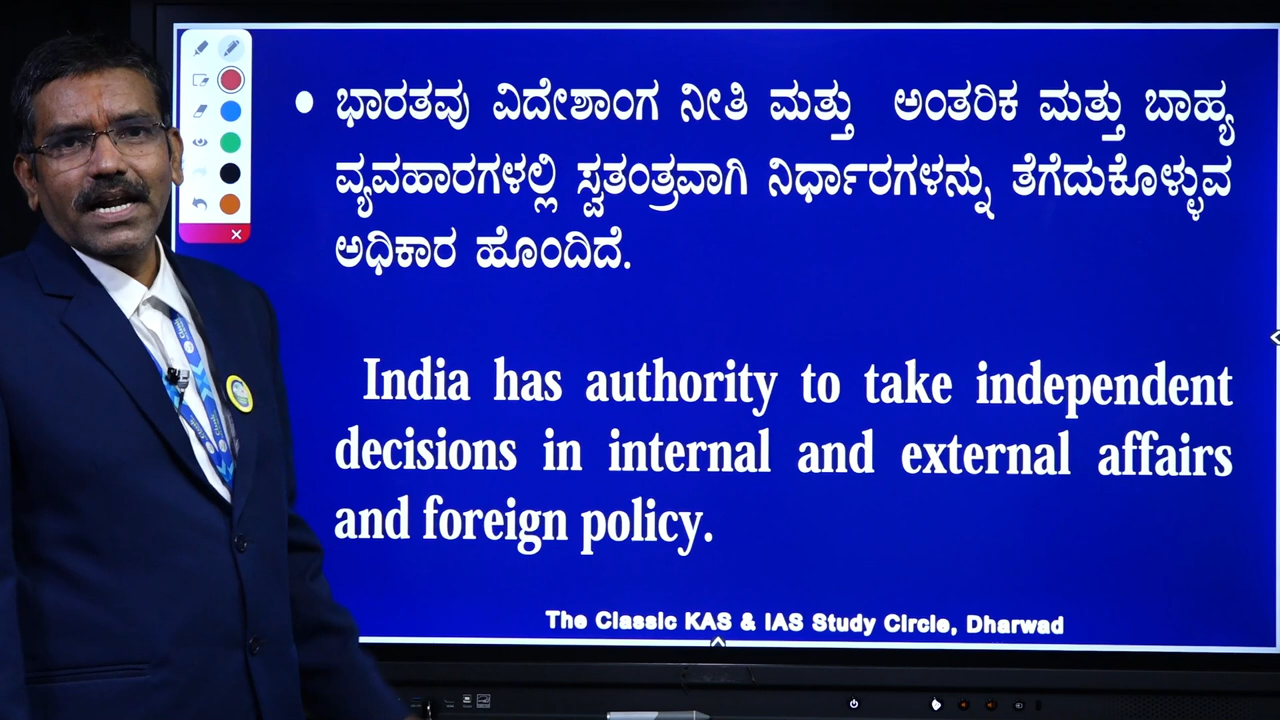 ಭಾರತವು ವಿದೇಶಾಂಗ ನೀತಿ ಮತ್ತು ಅಂತರಿಕ ಮತ್ತು ಬಾಹ್ಯ
ವ್ಯವಹಾರಗಳಲ್ಲಿ ಸ್ವತಂತ್ರವಾಗಿ ನಿರ್ಧಾರಗಳನ್ನು ತೆಗೆದುಕೊಳ್ಳುವ
ಅಧಿಕಾರ ಹೊಂದಿದೆ.
India has authority to take independent
decisions in internal and external affairs
and foreign policy.
The Classic KAS & IAS Study Circle, Dharwad